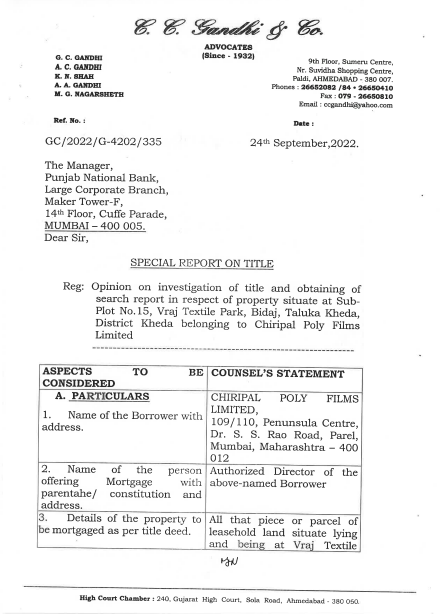 C. C. Gandhi & Co.
ADVOCATES
(Since - 1932)
G. C. GANDHI
A. C. GANDHI
K. N. SHAH
A. A. GANDHI
M. G. NAGARSHETH
9th Floor, Sumeru Centre,
Nr. Suvidha Shopping Centre,
Paldi, AHMEDABAD - 380 007.
Phones : 26652082 /84 • 26650410
Fax : 079 - 26650810
Email : ccgandhi@yahoo.com
Ref. No. :
Date :
GC/2022/G-4202/335
24th September,2022.
The Manager,
Punjab National Bank,
Large Corporate Branch,
Maker Tower-F,
14th Floor, Cuffe Parade,
MUMBAI – 400 005.
Dear Sir,
SPECIAL REPORT ON TITLE
Reg: Opinion on investigation of title and obtaining of
search report in respect of property situate at Sub-
Plot No.15, Vraj Textile Park, Bidaj, Taluka Kheda,
District Kheda belonging to Chiripal Poly Films
Limited
ASPECTS TO BE
CONSIDERED
COUNSEL'S STATEMENT
A. PARTICULARS
1. Name of the Borrower with
address.
CHIRIPAL POLY FILMS
LIMITED,
109/110, Penunsula Centre,
Dr. S. S. Rao Road, Parel,
Mumbai, Maharashtra – 400
012
2. Name of the person
offering Mortgage with
parentahe/ constitution and
address.
Authorized Director of the
above-named Borrower
3. Details of the property to
be mortgaged as per title deed.
All that piece or parcel of
leasehold land situate lying
and being at Vraj Textile
High Court Chamber : 240, Gujarat High Court, Sola Road, Ahmedabad - 380 060.